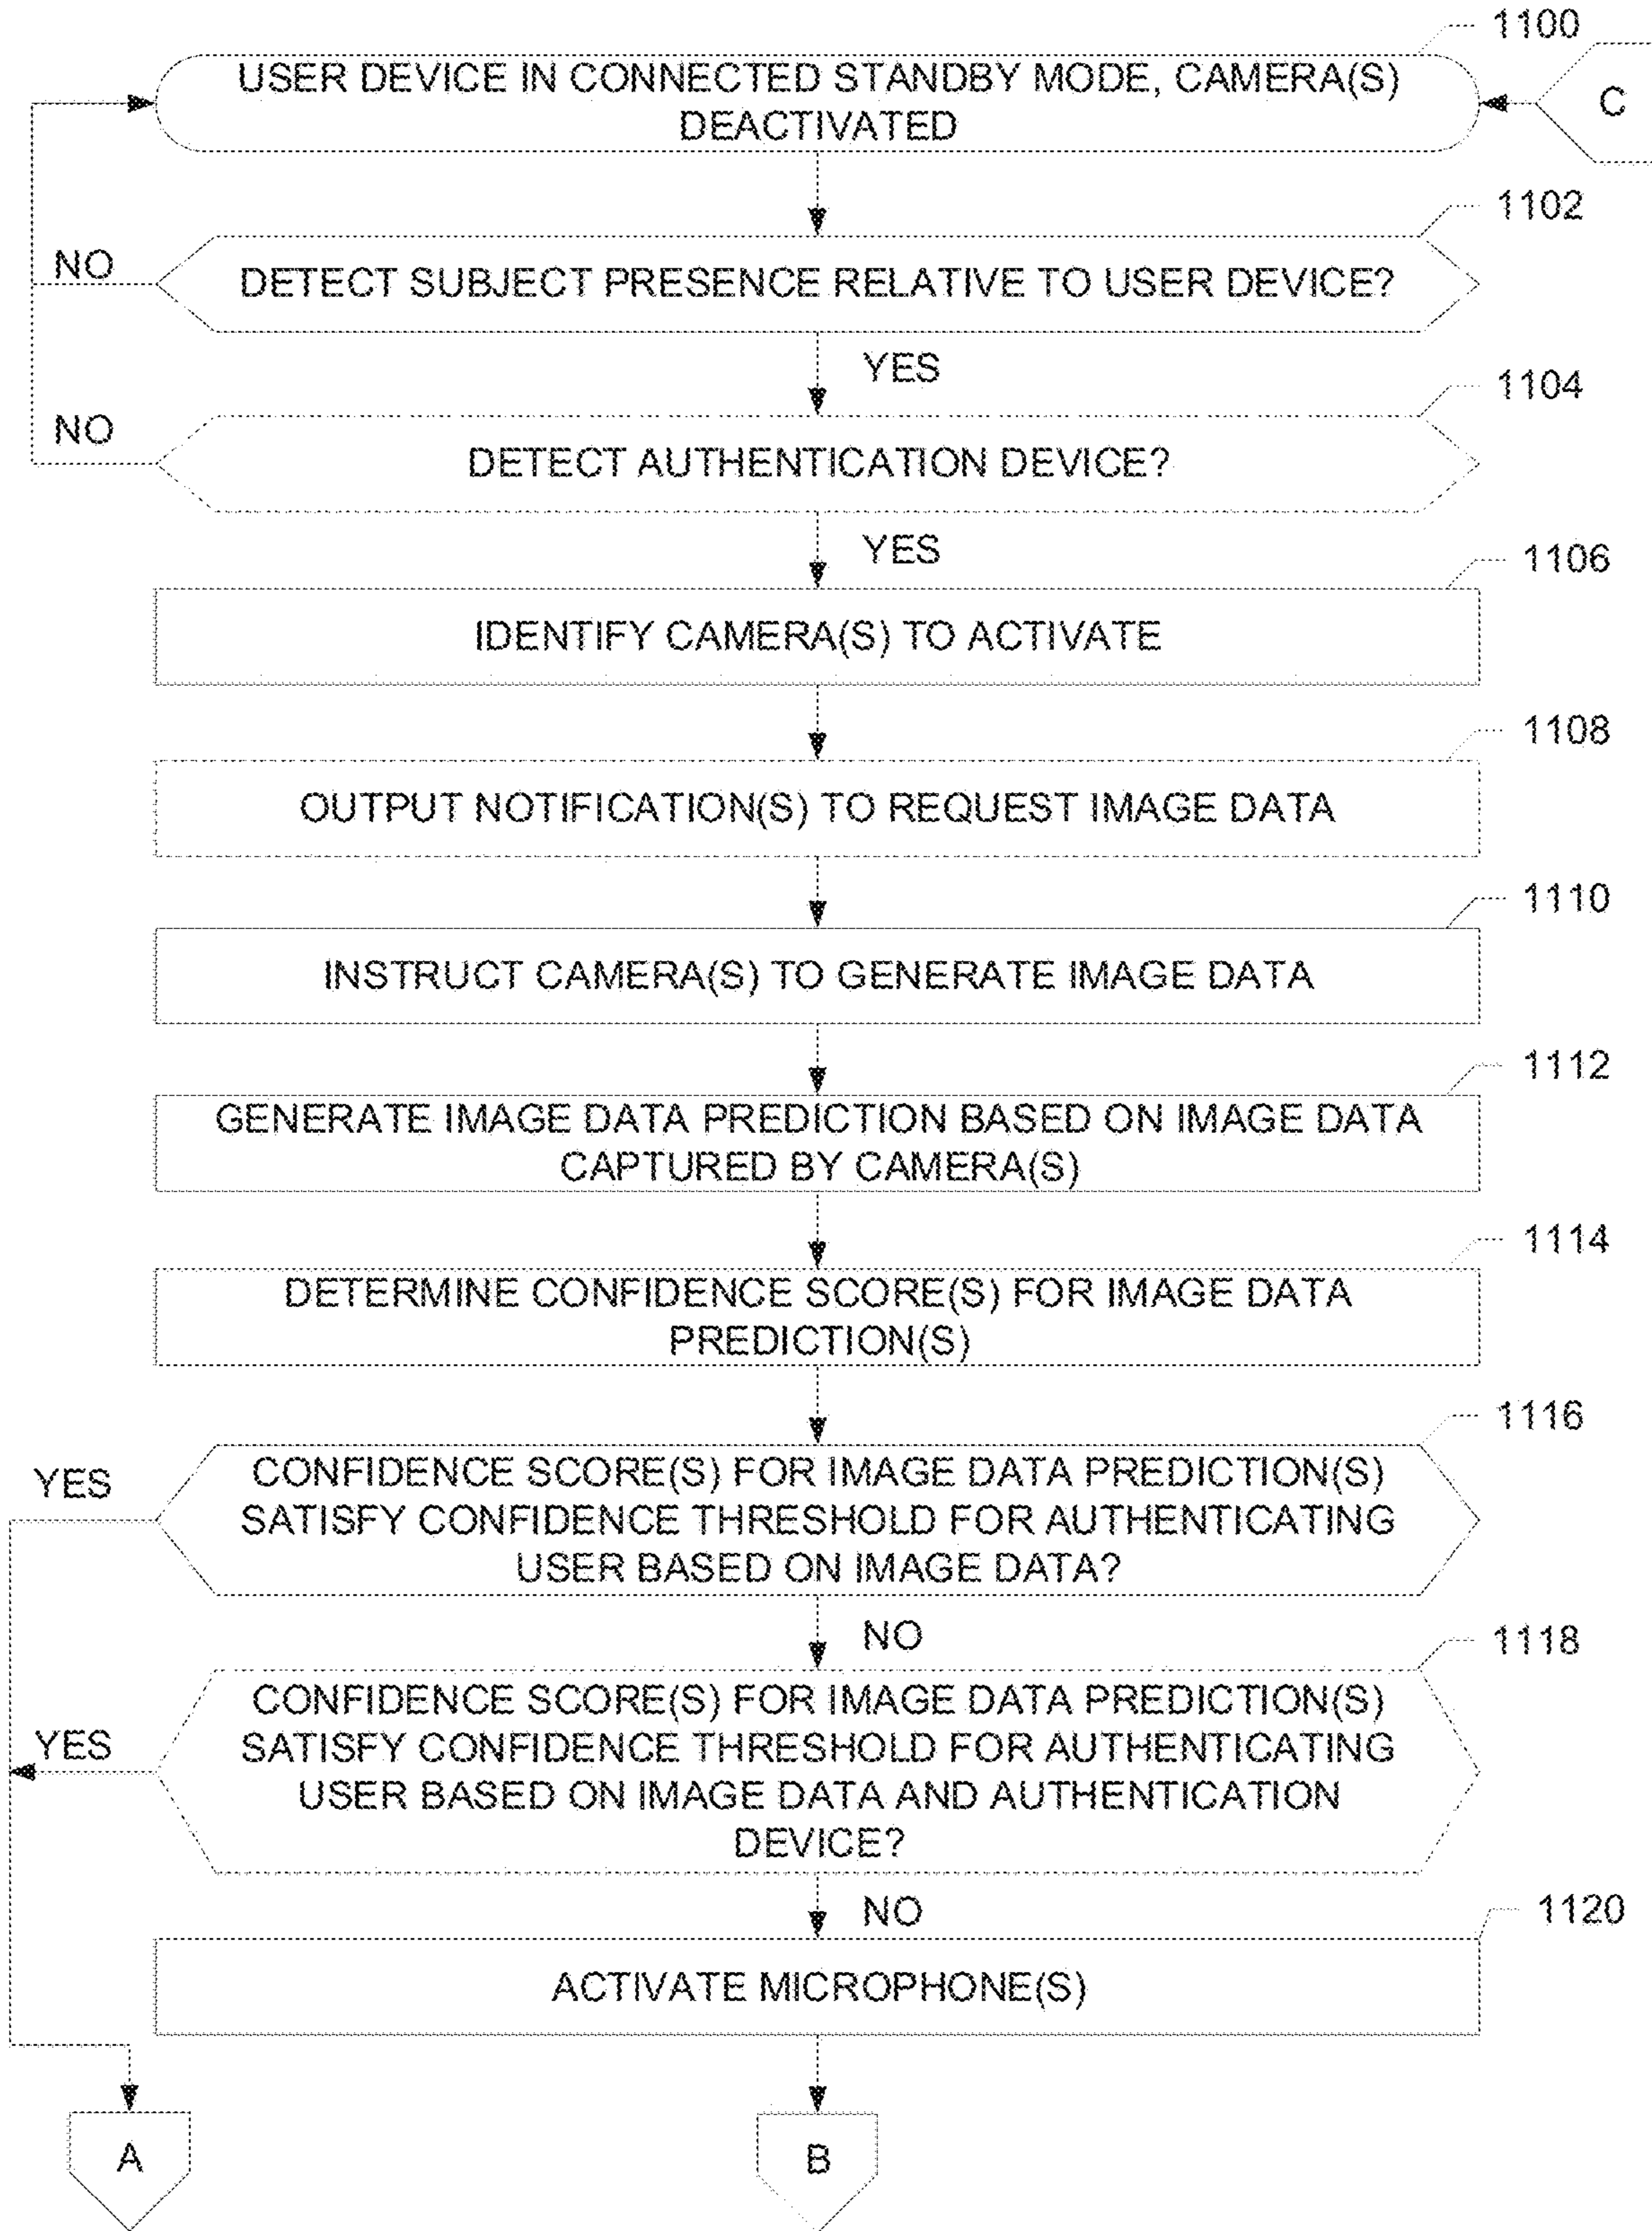 1100
USER DEVICE IN CONNECTED STANDBY MODE, CAMERA(S)
DEACTIVATED
C
1102
NO
DETECT SUBJECT PRESENCE RELATIVE TO USER DEVICE?
YES
1104
NO
DETECT AUTHENTICATION DEVICE?
YES
1106
IDENTIFY CAMERA(S) TO ACTIVATE
1108
OUTPUT NOTIFICATION(S) TO REQUEST IMAGE DATA
1110
INSTRUCT CAMERA(S) TO GENERATE IMAGE DATA
1112
GENERATE IMAGE DATA PREDICTION BASED ON IMAGE DATA
CAPTURED BY CAMERA(S)
1114
DETERMINE CONFIDENCE SCORE(S) FOR IMAGE DATA
PREDICTION(S)
1116
YES
CONFIDENCE SCORE(S) FOR IMAGE DATA PREDICTION(S)
SATISFY CONFIDENCE THRESHOLD FOR AUTHENTICATING
USER BASED ON IMAGE DATA?
NO
1118
CONFIDENCE SCORE(S) FOR IMAGE DATA PREDICTION(S)
YES
SATISFY CONFIDENCE THRESHOLD FOR AUTHENTICATING
USER BASED ON IMAGE DATA AND AUTHENTICATION
DEVICE?
NO
1120
ACTIVATE MICROPHONE(S)
A
B